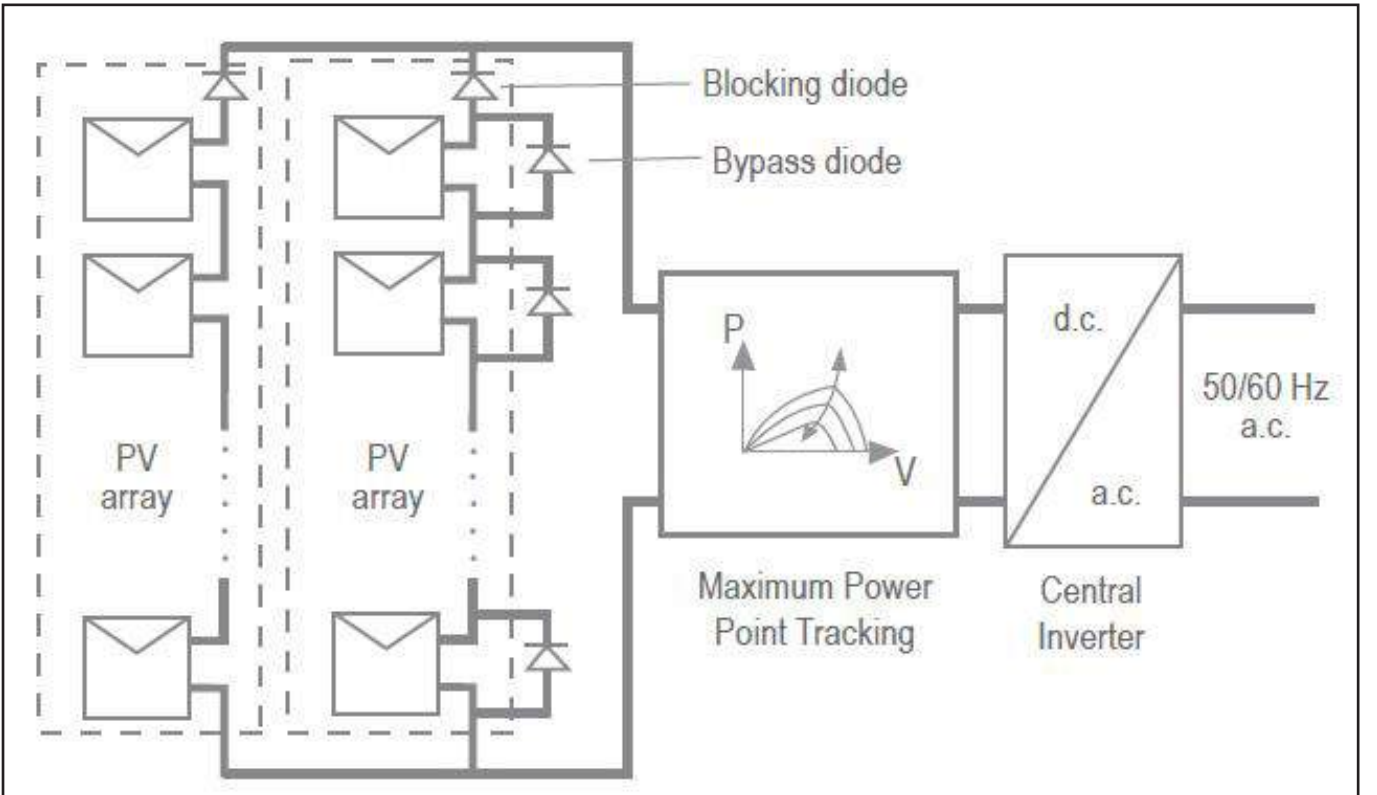 Blocking diode
Bypass diode
P
V
d.c.
a.c.
50/60 Hz
a.c.
PV
array
PV
array
Maximum Power
Point Tracking
Central
Inverter